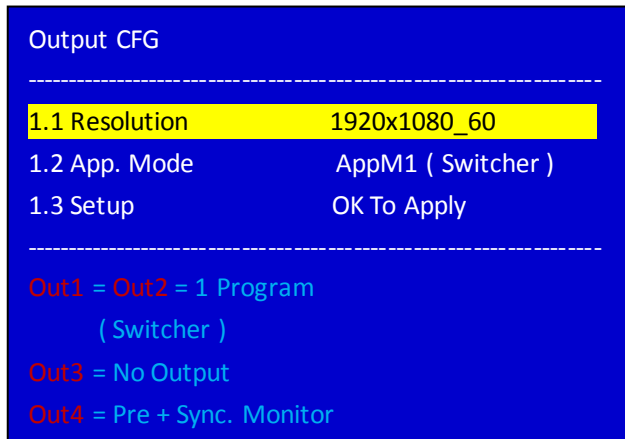 Output CFG
------------------------------------------------------------------------
1.1 Resolution 1920x1080_60
1.2 App. Mode AppM1 ( Switcher )
1.3 Setup OK To Apply
------------------------------------------------------------------------
Out1 = Out2 = 1 Program
( Switcher )
Out3 = No Output
Out4 = Pre + Sync. Monitor